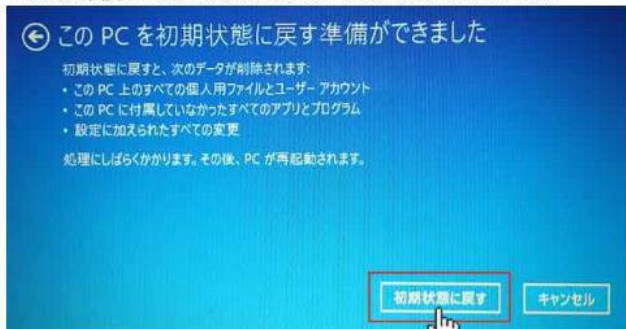 この PC を初期状態に戻す準備ができました
初期状態に戻すと、次のデータが削除されます:
• この PC 上のすべての個人用ファイルとユーザー アカウント
• この PC に付属していなかったすべてのアプリとプログラム
• 設定に加えられたすべての変更
処理にしばらくかかります。その後、PC が再起動されます。
初期状態に戻す
キャンセル